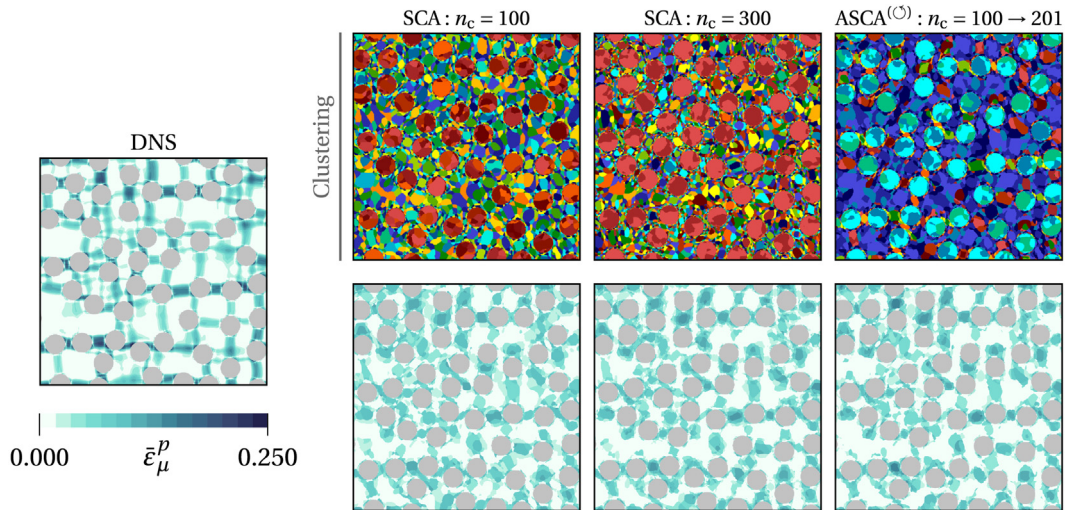 SCA : n_c = 100
SCA : n_c = 300
ASCA^(↺) : n_c = 100 → 201
Clustering
DNS
0.000 ε̄^p_μ 0.250